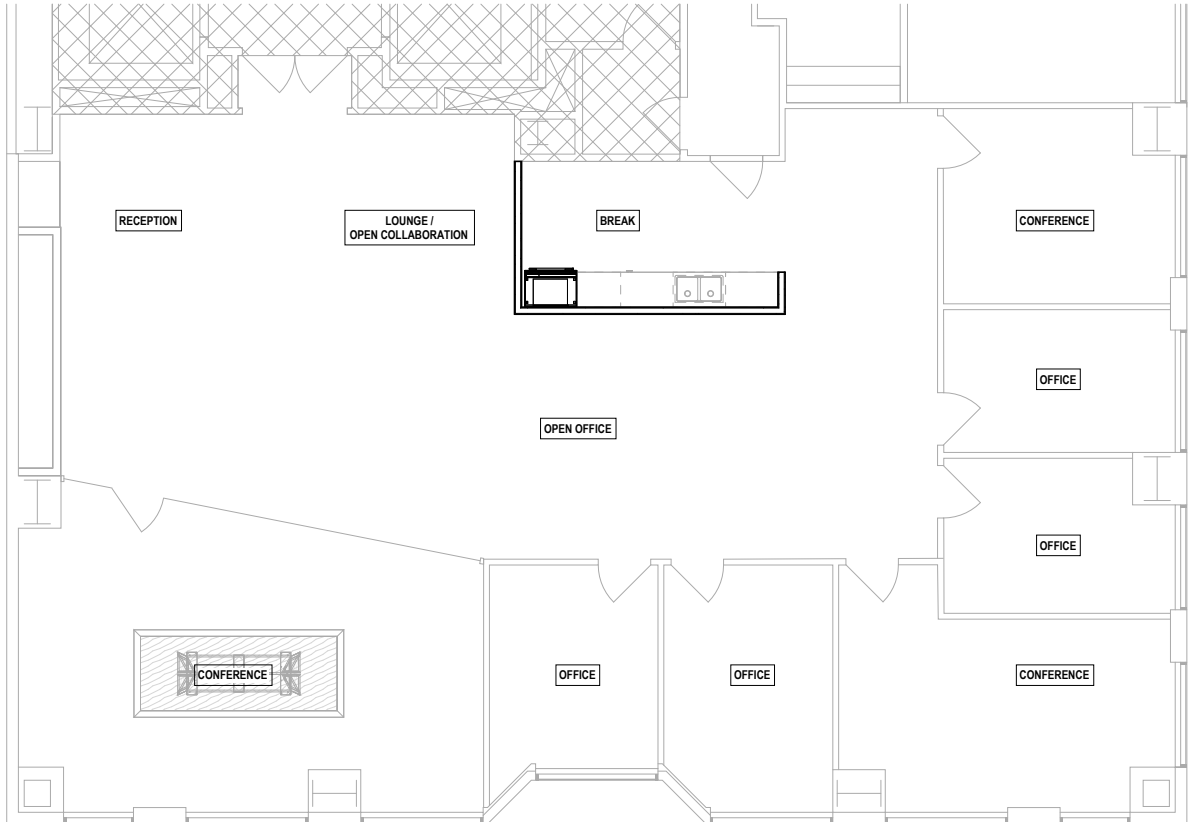 RECEPTION
LOUNGE /
OPEN COLLABORATION
BREAK
CONFERENCE
OFFICE
OPEN OFFICE
OFFICE
CONFERENCE
OFFICE
OFFICE
CONFERENCE